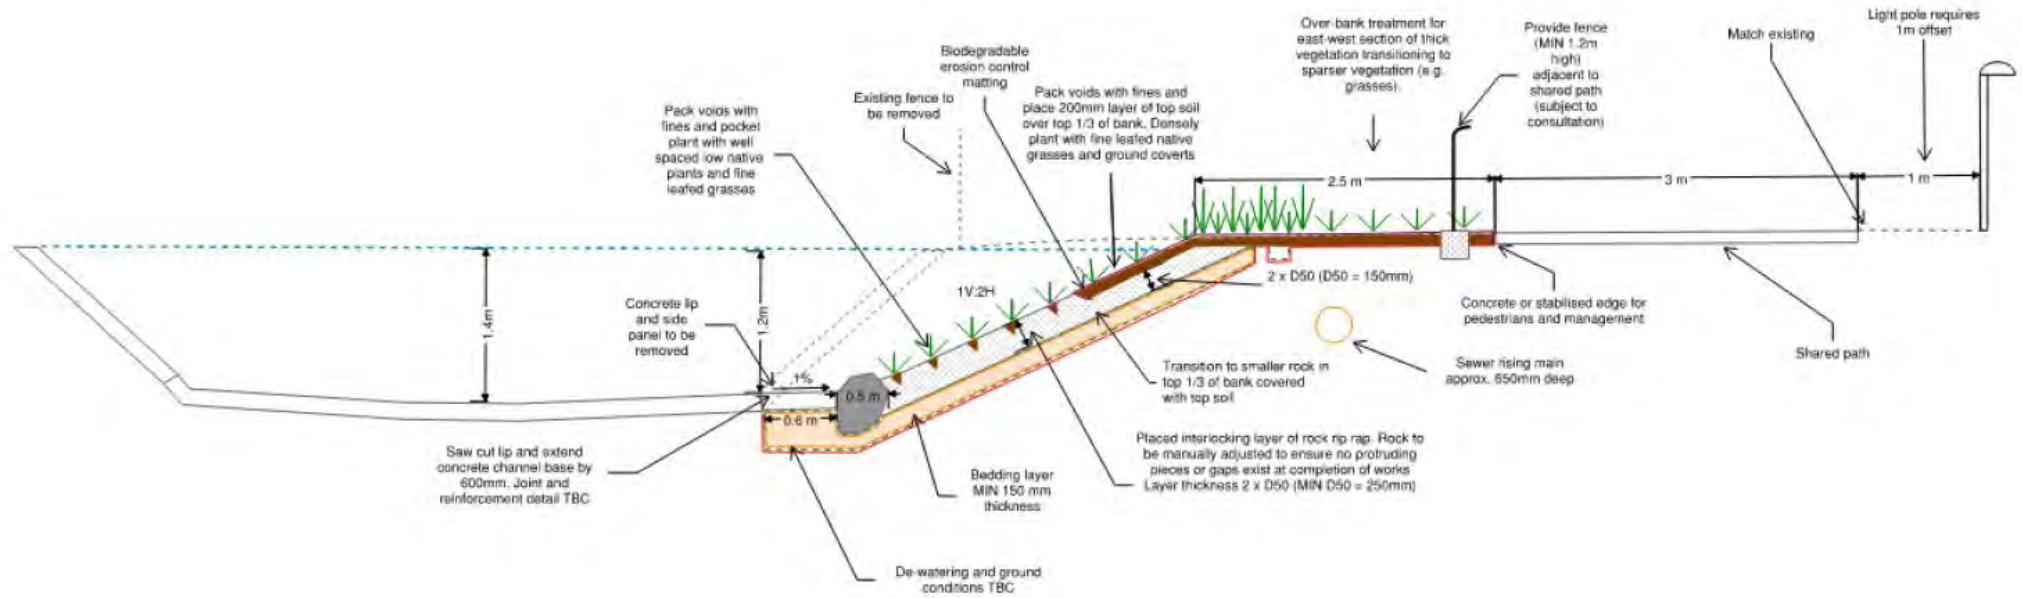 Over-bank treatment for
east-west section of thick
vegetation transitioning to
sparser vegetation (e.g.
grasses).
Provide fence
(MIN 1.2m
high)
adjacent to
shared path
(subject to
consultation)
Match existing
Light pole requires
1m offset
Biodegradable
erosion control
matting
Existing fence to
be removed
Pack voids with fines and
place 200mm layer of top soil
over top 1/3 of bank. Densely
plant with fine leafed native
grasses and ground coverts
Pack voids with
fines and pocket
plant with well
spaced low native
plants and fine
leafed grasses
2.5 m
3 m
1 m
1.4m
1.2m
1V:2H
2 x D50 (D50 = 150mm)
Concrete lip
and side
panel to be
removed
1%
0.5 m
0.6 m
Concrete or stabilised edge for
pedestrians and management
Shared path
Sewer rising main
approx. 650mm deep
Transition to smaller rock in
top 1/3 of bank covered
with top soil
Placed interlocking layer of rock rip rap. Rock to
be manually adjusted to ensure no protruding
pieces or gaps exist at completion of works
Layer thickness 2 x D50 (MIN D50 = 250mm)
Saw cut lip and extend
concrete channel base by
600mm. Joint and
reinforcement detail TBC
Bedding layer
MIN 150 mm
thickness
De-watering and ground
conditions TBC